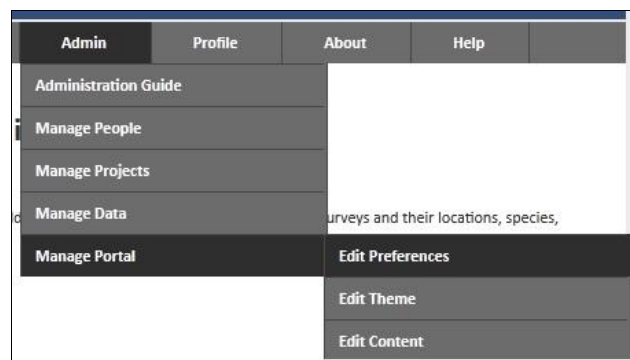 Admin Profile About Help
Administration Guide
Manage People
Manage Projects
Manage Data
urveys and their locations, species,
Manage Portal Edit Preferences
Edit Theme
Edit Content